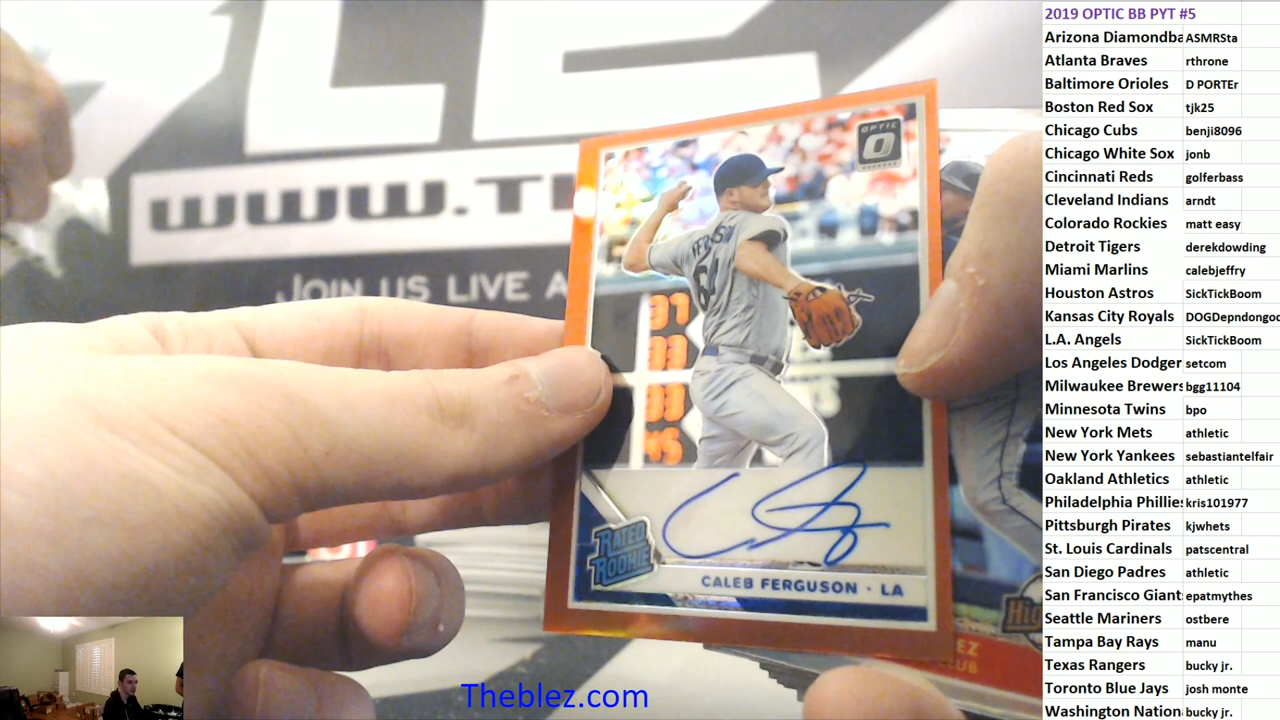 WWW.T
JOIN US LIVE A
OPTIC
O
91
CALEB FERGUSON · LA
RATED
ROOKIE
Theblez.com
2019 OPTIC BB PYT #5
Arizona Diamondba ASMRSta
Atlanta Braves rthrone
Baltimore Orioles D PORTEr
Boston Red Sox tjk25
Chicago Cubs benji8096
Chicago White Sox jonb
Cincinnati Reds golferbass
Cleveland Indians arndt
Colorado Rockies matt easy
Detroit Tigers derekdowding
Miami Marlins calebjeffry
Houston Astros SickTickBoom
Kansas City Royals DOGDepndongod
L.A. Angels SickTickBoom
Los Angeles Dodger setcom
Milwaukee Brewers bgg11104
Minnesota Twins bpo
New York Mets athletic
New York Yankees sebastiantelfair
Oakland Athletics athletic
Philadelphia Phillie kris101977
Pittsburgh Pirates kjwhets
St. Louis Cardinals patscentral
San Diego Padres athletic
San Francisco Giant epatmythes
Seattle Mariners ostbere
Tampa Bay Rays manu
Texas Rangers bucky jr.
Toronto Blue Jays josh monte
Washington Nation bucky jr.